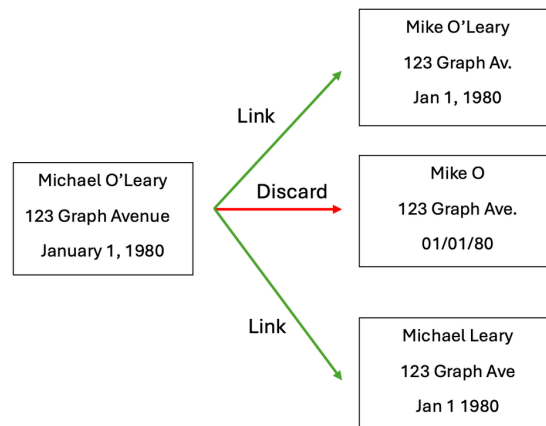 Michael O’Leary
123 Graph Avenue
January 1, 1980
Link
Discard
Link
Mike O’Leary
123 Graph Av.
Jan 1, 1980
Mike O
123 Graph Ave.
01/01/80
Michael Leary
123 Graph Ave
Jan 1 1980